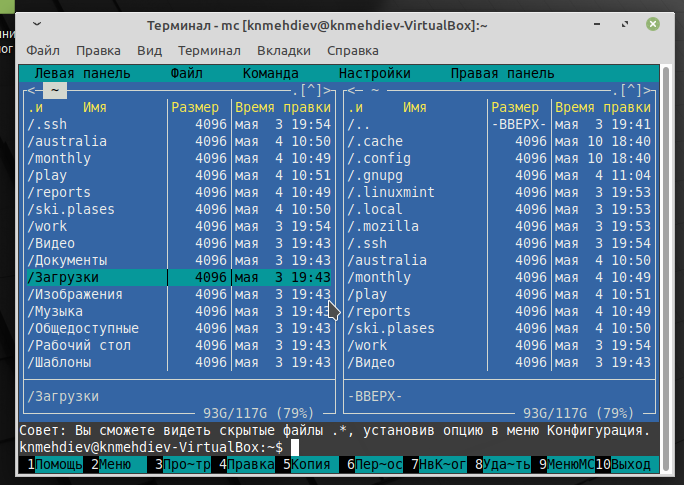 Терминал - mc [knmehdiev@knmehdiev-VirtualBox]:~
Файл Правка Вид Терминал Вкладки Справка
Левая панель Файл Команда Настройки Правая панель
<─ ~ .[^]> <─ ~ .[^]>
.и Имя Размер Время правки .и Имя Размер Время правки
/.ssh 4096 мая 3 19:54 /.. -ВВЕРХ- мая 3 19:41
/australia 4096 мая 4 10:50 /.cache 4096 мая 10 18:40
/monthly 4096 мая 4 10:49 /.config 4096 мая 10 18:40
/play 4096 мая 4 10:51 /.gnupg 4096 мая 4 11:04
/reports 4096 мая 4 10:49 /.linuxmint 4096 мая 3 19:53
/ski.plases 4096 мая 4 10:50 /.local 4096 мая 3 19:53
/work 4096 мая 3 19:54 /.mozilla 4096 мая 3 19:53
/Видео 4096 мая 3 19:43 /.ssh 4096 мая 3 19:54
/Документы 4096 мая 3 19:43 /australia 4096 мая 4 10:50
/Загрузки 4096 мая 3 19:43 /monthly 4096 мая 4 10:49
/Изображения 4096 мая 3 19:43 /play 4096 мая 4 10:51
/Музыка 4096 мая 3 19:43 /reports 4096 мая 4 10:49
/Общедоступные 4096 мая 3 19:43 /ski.plases 4096 мая 4 10:50
/Рабочий стол 4096 мая 3 19:43 /work 4096 мая 3 19:54
/Шаблоны 4096 мая 3 19:43 /Видео 4096 мая 3 19:43
/Загрузки -ВВЕРХ-
93G/117G (79%) 93G/117G (79%)
Совет: Вы сможете видеть скрытые файлы .*, установив опцию в меню Конфигурация.
knmehdiev@knmehdiev-VirtualBox:~$
1Помощь 2Меню 3Про~тр 4Правка 5Копия 6Пер~ос 7НвК~ог 8Уда~ть 9МенюMC 10Выход